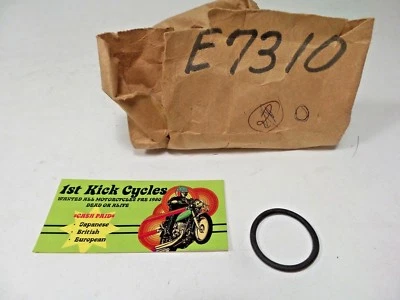 E7310
1st Kick Cycles
WANTED ALL MOTORCYCLES PRE 1980
DEAD OR ALIVE
CASH PAID
· Japanese
· British
· European